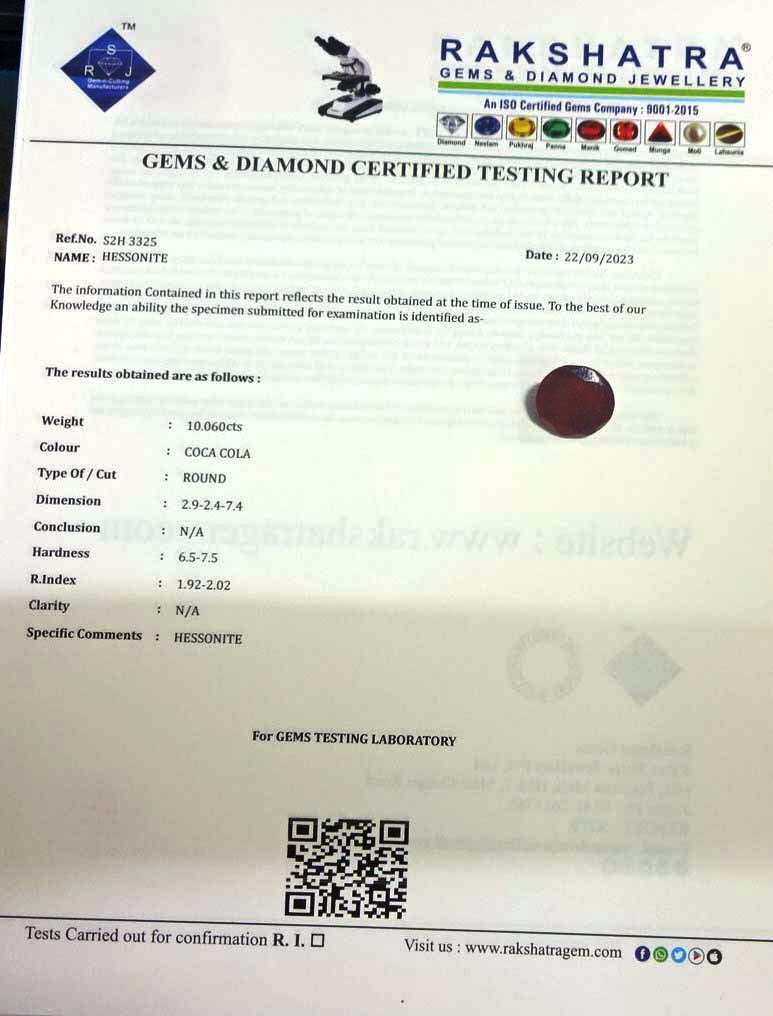 TM
S
R J
Gem-n-Cutting
Manufacturers
RAKSHATRA®
GEMS & DIAMOND JEWELLERY
An ISO Certified Gems Company : 9001-2015
Diamond Neelam Pukhraj Panna Manik Gomed Munga Moti Lahsunia
GEMS & DIAMOND CERTIFIED TESTING REPORT
Ref.No. S2H 3325
NAME : HESSONITE
Date : 22/09/2023
The information Contained in this report reflects the result obtained at the time of issue. To the best of our
Knowledge an ability the specimen submitted for examination is identified as-
The results obtained are as follows :
Weight : 10.060cts
Colour : COCA COLA
Type Of / Cut : ROUND
Dimension : 2.9-2.4-7.4
Conclusion : N/A
Hardness : 6.5-7.5
R.Index : 1.92-2.02
Clarity : N/A
Specific Comments : HESSONITE
Website : www.rakshatragem.com
For GEMS TESTING LABORATORY
Tests Carried out for confirmation R. I. ☐
Visit us : www.rakshatragem.com